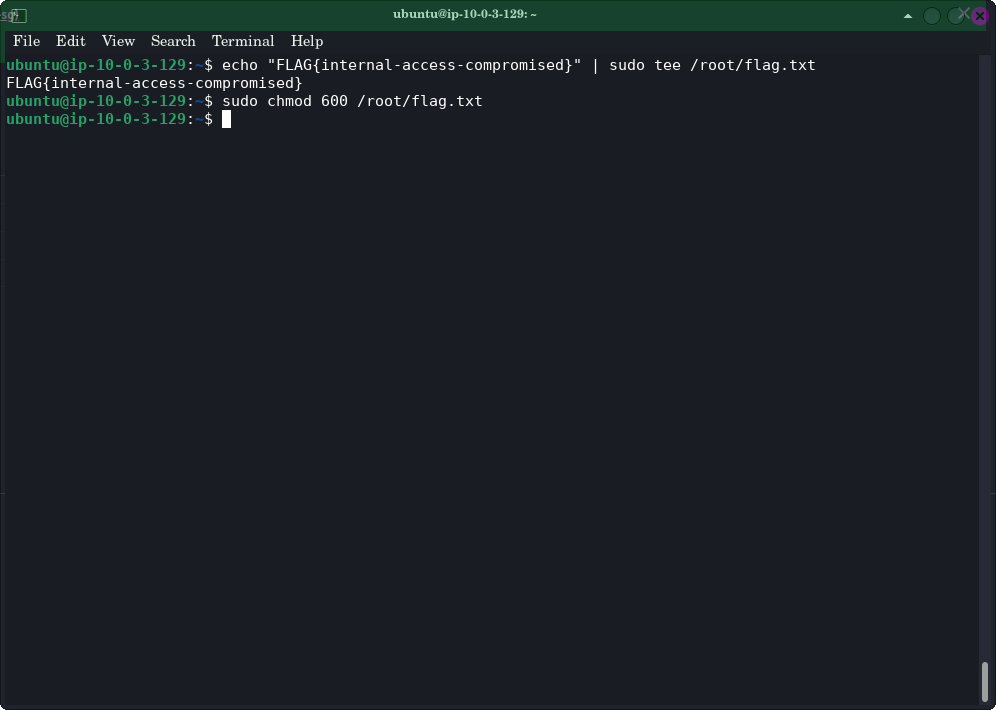 ubuntu@ip-10-0-3-129: ~
File Edit View Search Terminal Help
ubuntu@ip-10-0-3-129:~$ echo "FLAG{internal-access-compromised}" | sudo tee /root/flag.txt
FLAG{internal-access-compromised}
ubuntu@ip-10-0-3-129:~$ sudo chmod 600 /root/flag.txt
ubuntu@ip-10-0-3-129:~$